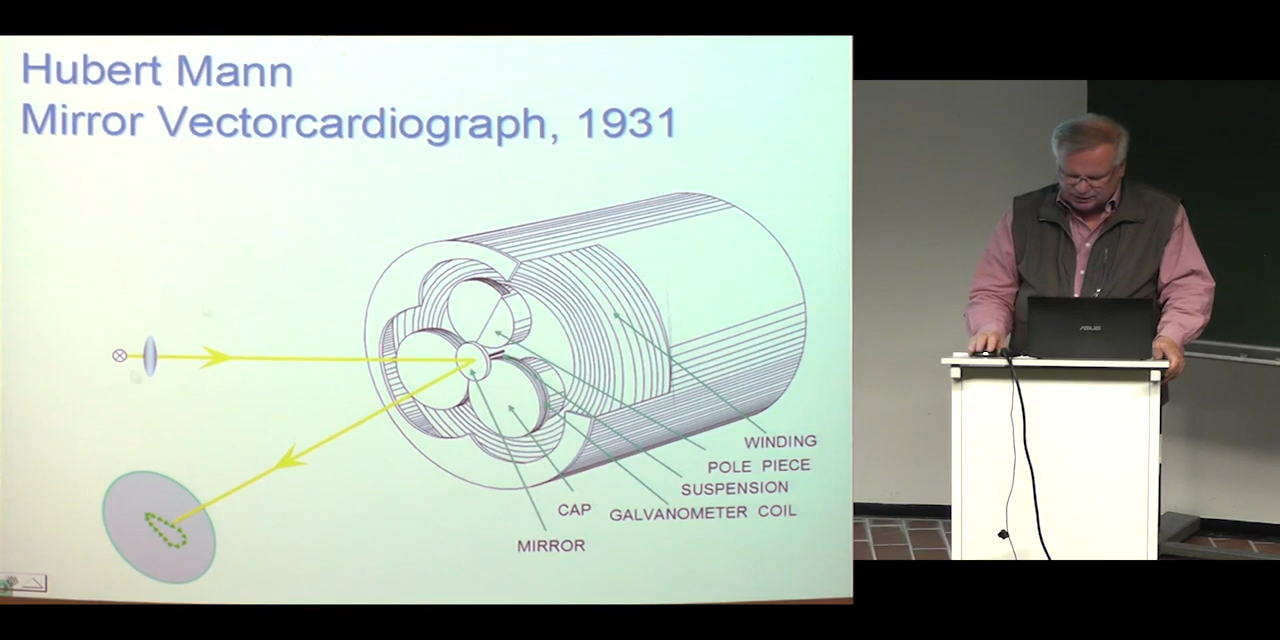 Hubert Mann
Mirror Vectorcardiograph, 1931
WINDING
POLE PIECE
SUSPENSION
CAP GALVANOMETER COIL
MIRROR
ASUS